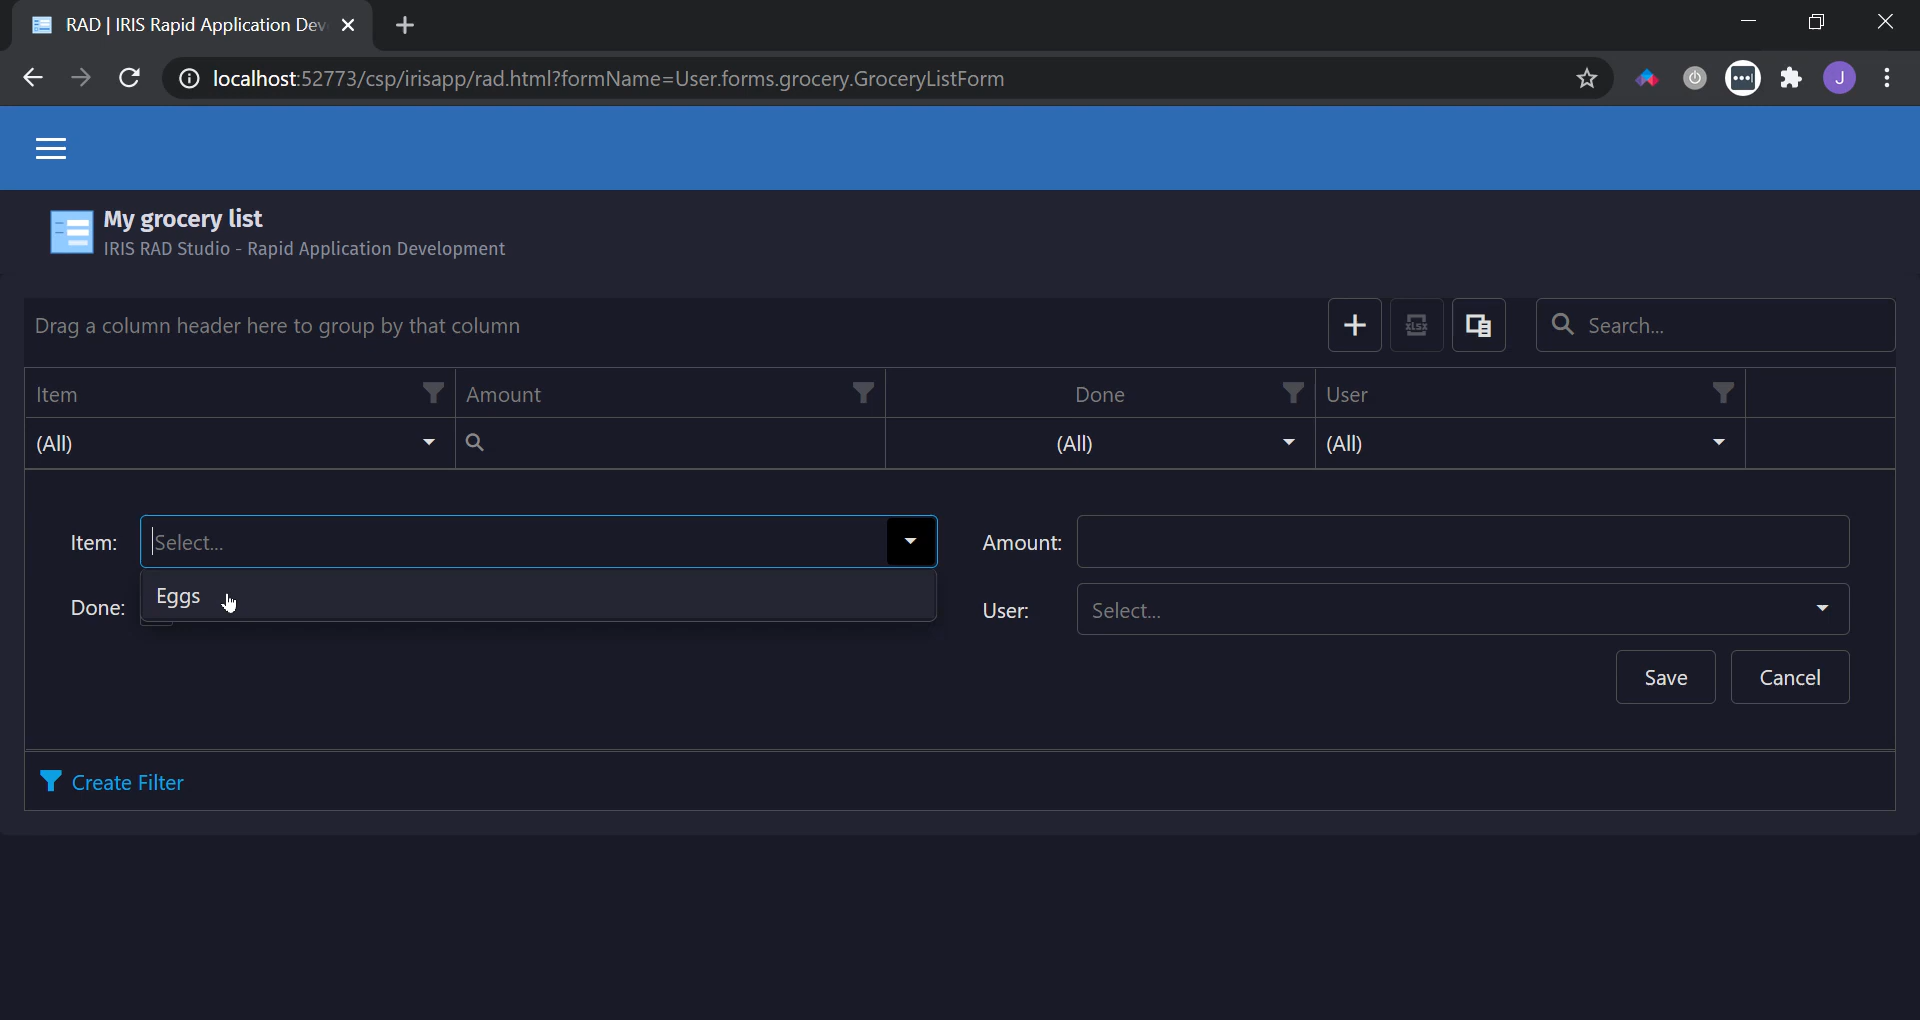 RAD | IRIS Rapid Application Dev
localhost:52773/csp/irisapp/rad.html?formName=User.forms.grocery.GroceryListForm
J
My grocery list
IRIS RAD Studio - Rapid Application Development
Drag a column header here to group by that column
xlsx
Search...
Item
Amount
Done
User
(All)
(All)
(All)
Item:
Select...
Amount:
Eggs
Done:
User:
Select...
Save
Cancel
Create Filter